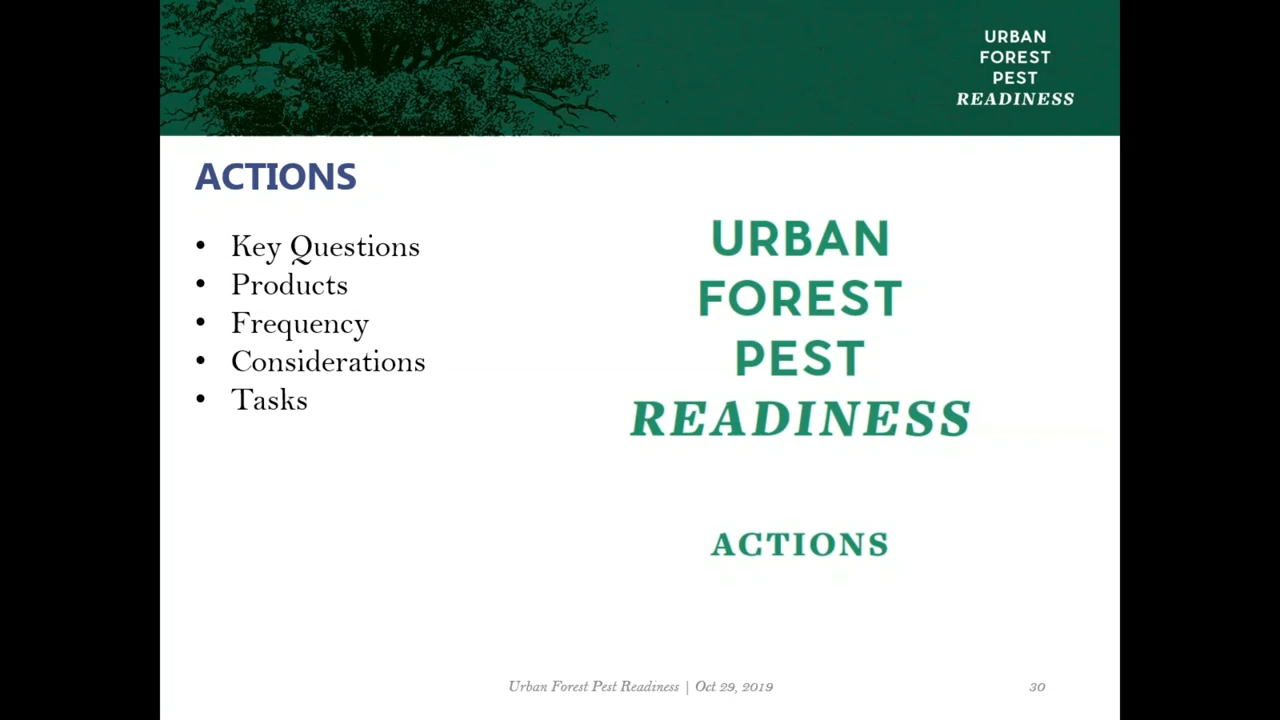 URBAN
FOREST
PEST
READINESS
ACTIONS
• Key Questions
• Products
• Frequency
• Considerations
• Tasks
URBAN
FOREST
PEST
READINESS
ACTIONS
Urban Forest Pest Readiness | Oct 29, 2019
30